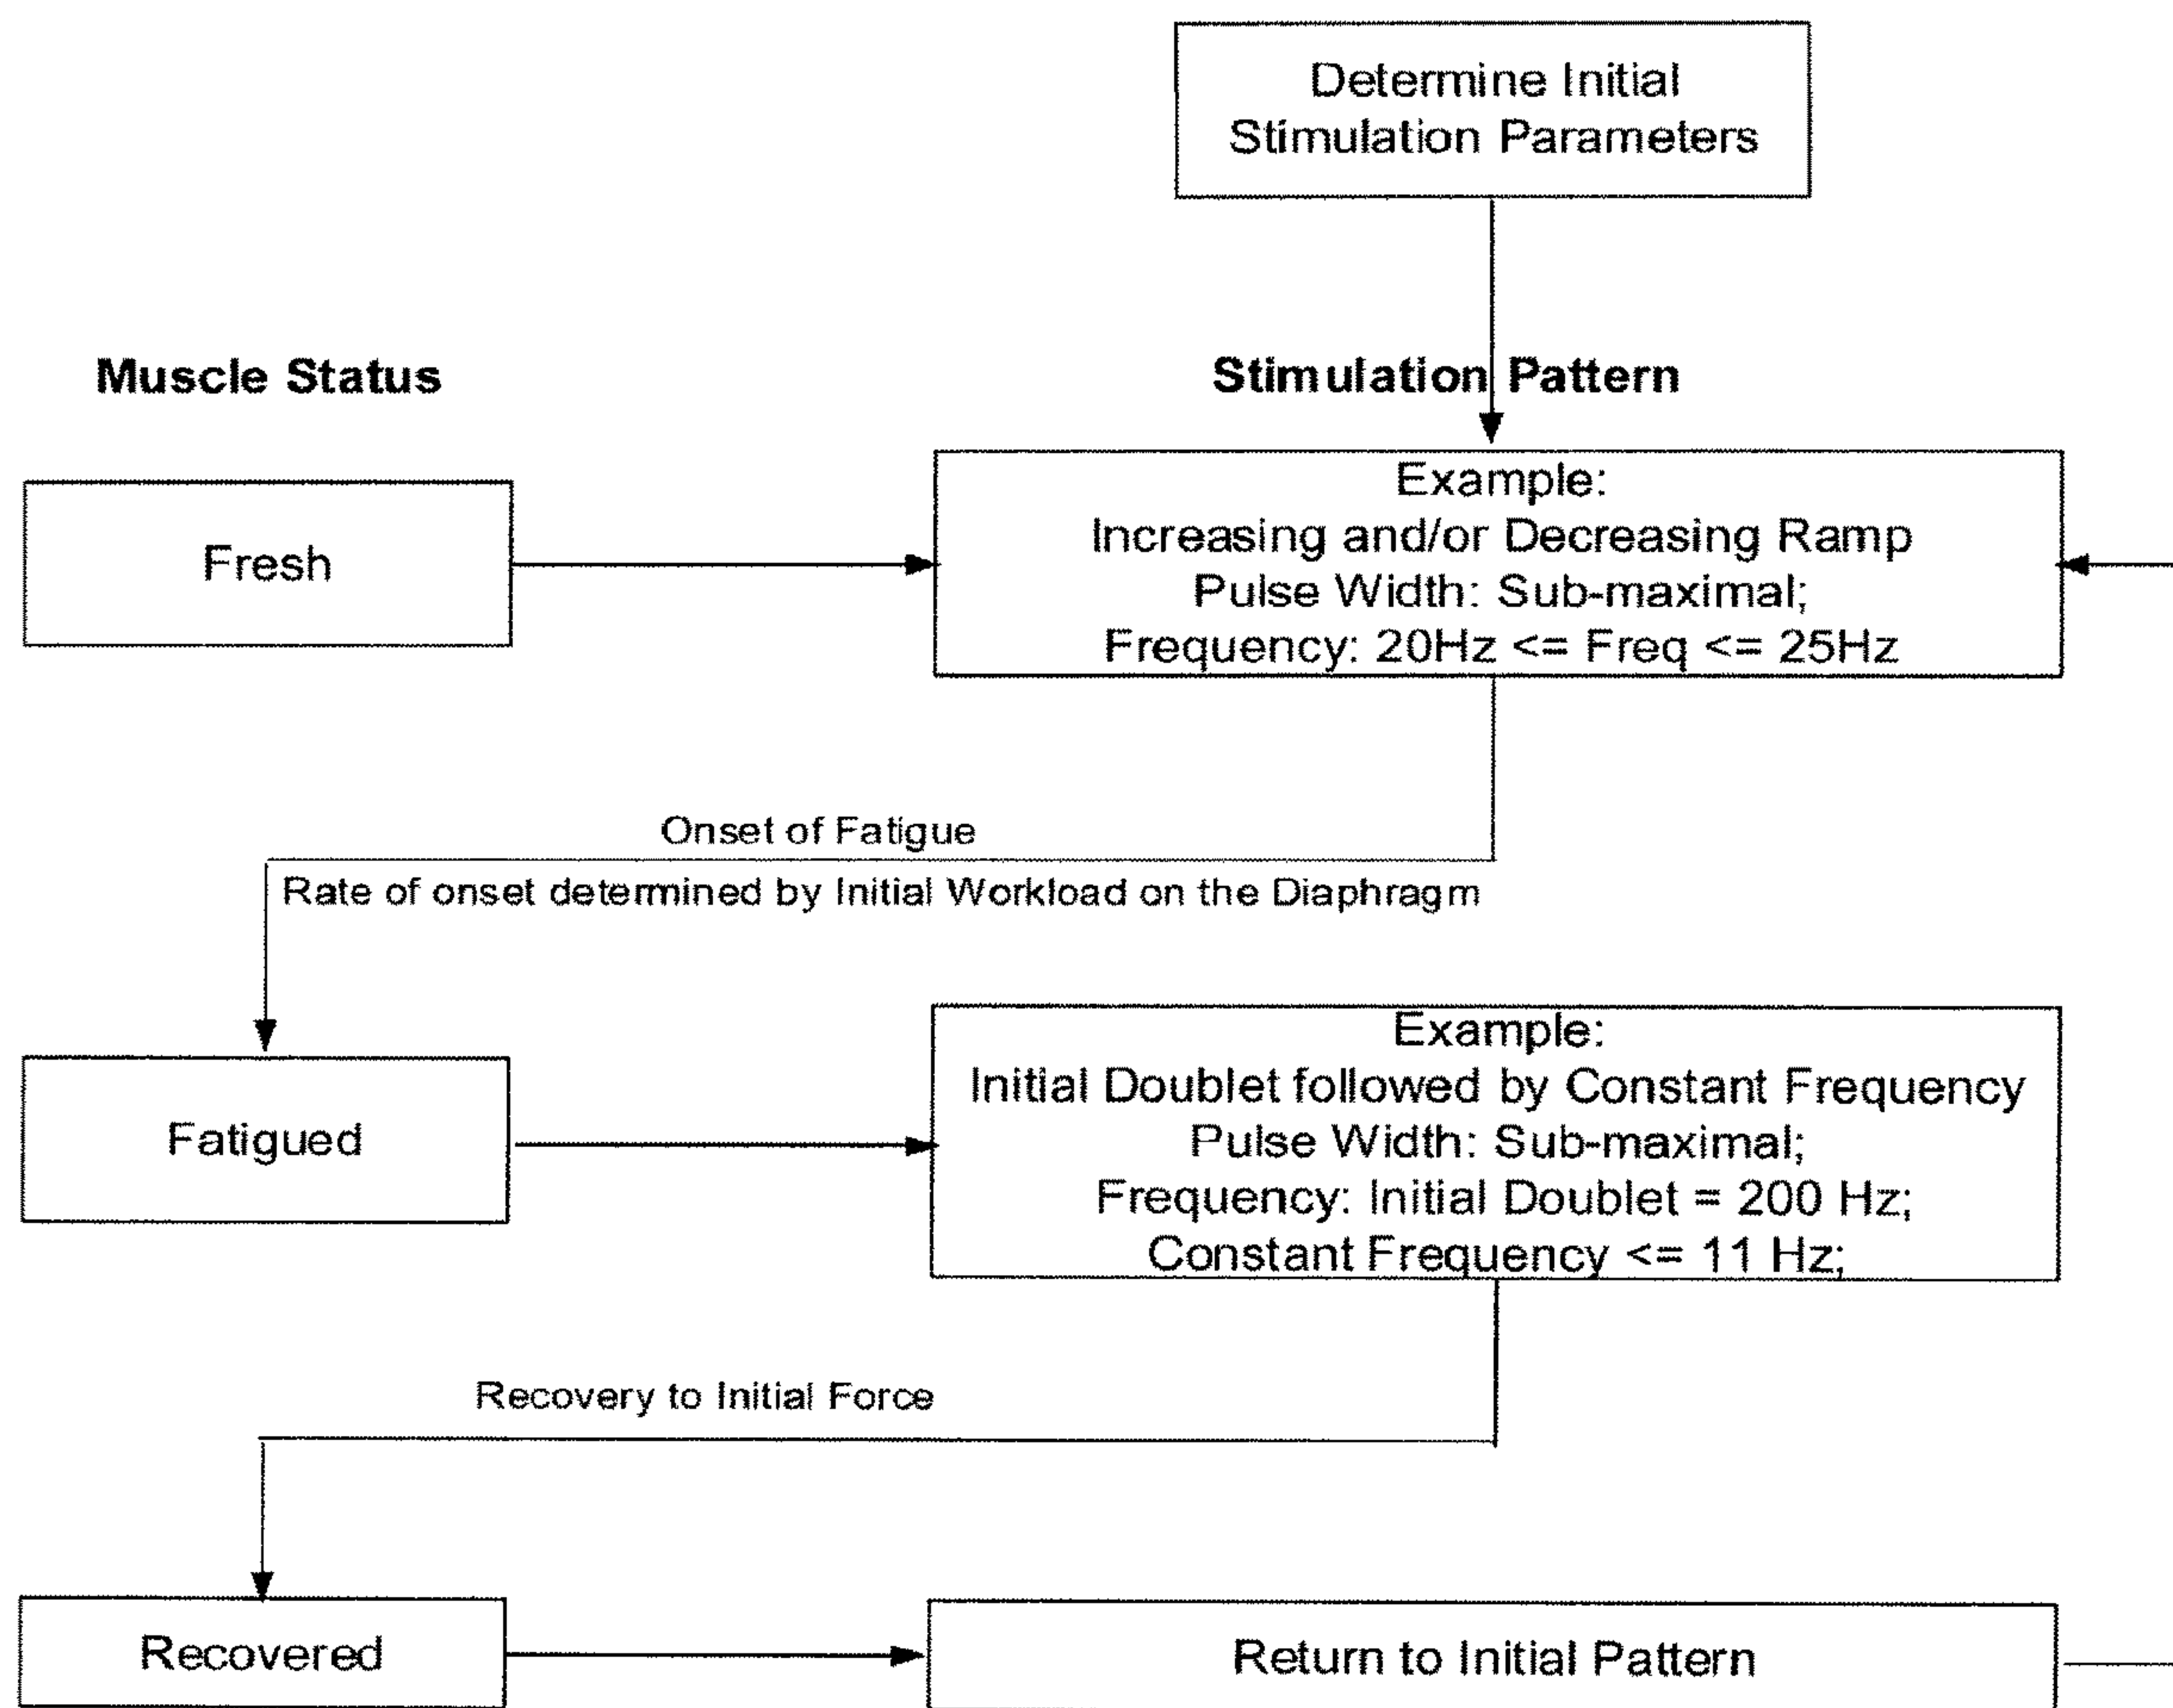 Determine Initial
Stimulation Parameters
Muscle Status
Stimulation Pattern
Fresh
Example:
Increasing and/or Decreasing Ramp
Pulse Width: Sub-maximal;
Frequency: 20Hz <= Freq <= 25Hz
Onset of Fatigue
Rate of onset determined by Initial Workload on the Diaphragm
Fatigued
Example:
Initial Doublet followed by Constant Frequency
Pulse Width: Sub-maximal;
Frequency: Initial Doublet = 200 Hz;
Constant Frequency <= 11 Hz;
Recovery to Initial Force
Recovered
Return to Initial Pattern